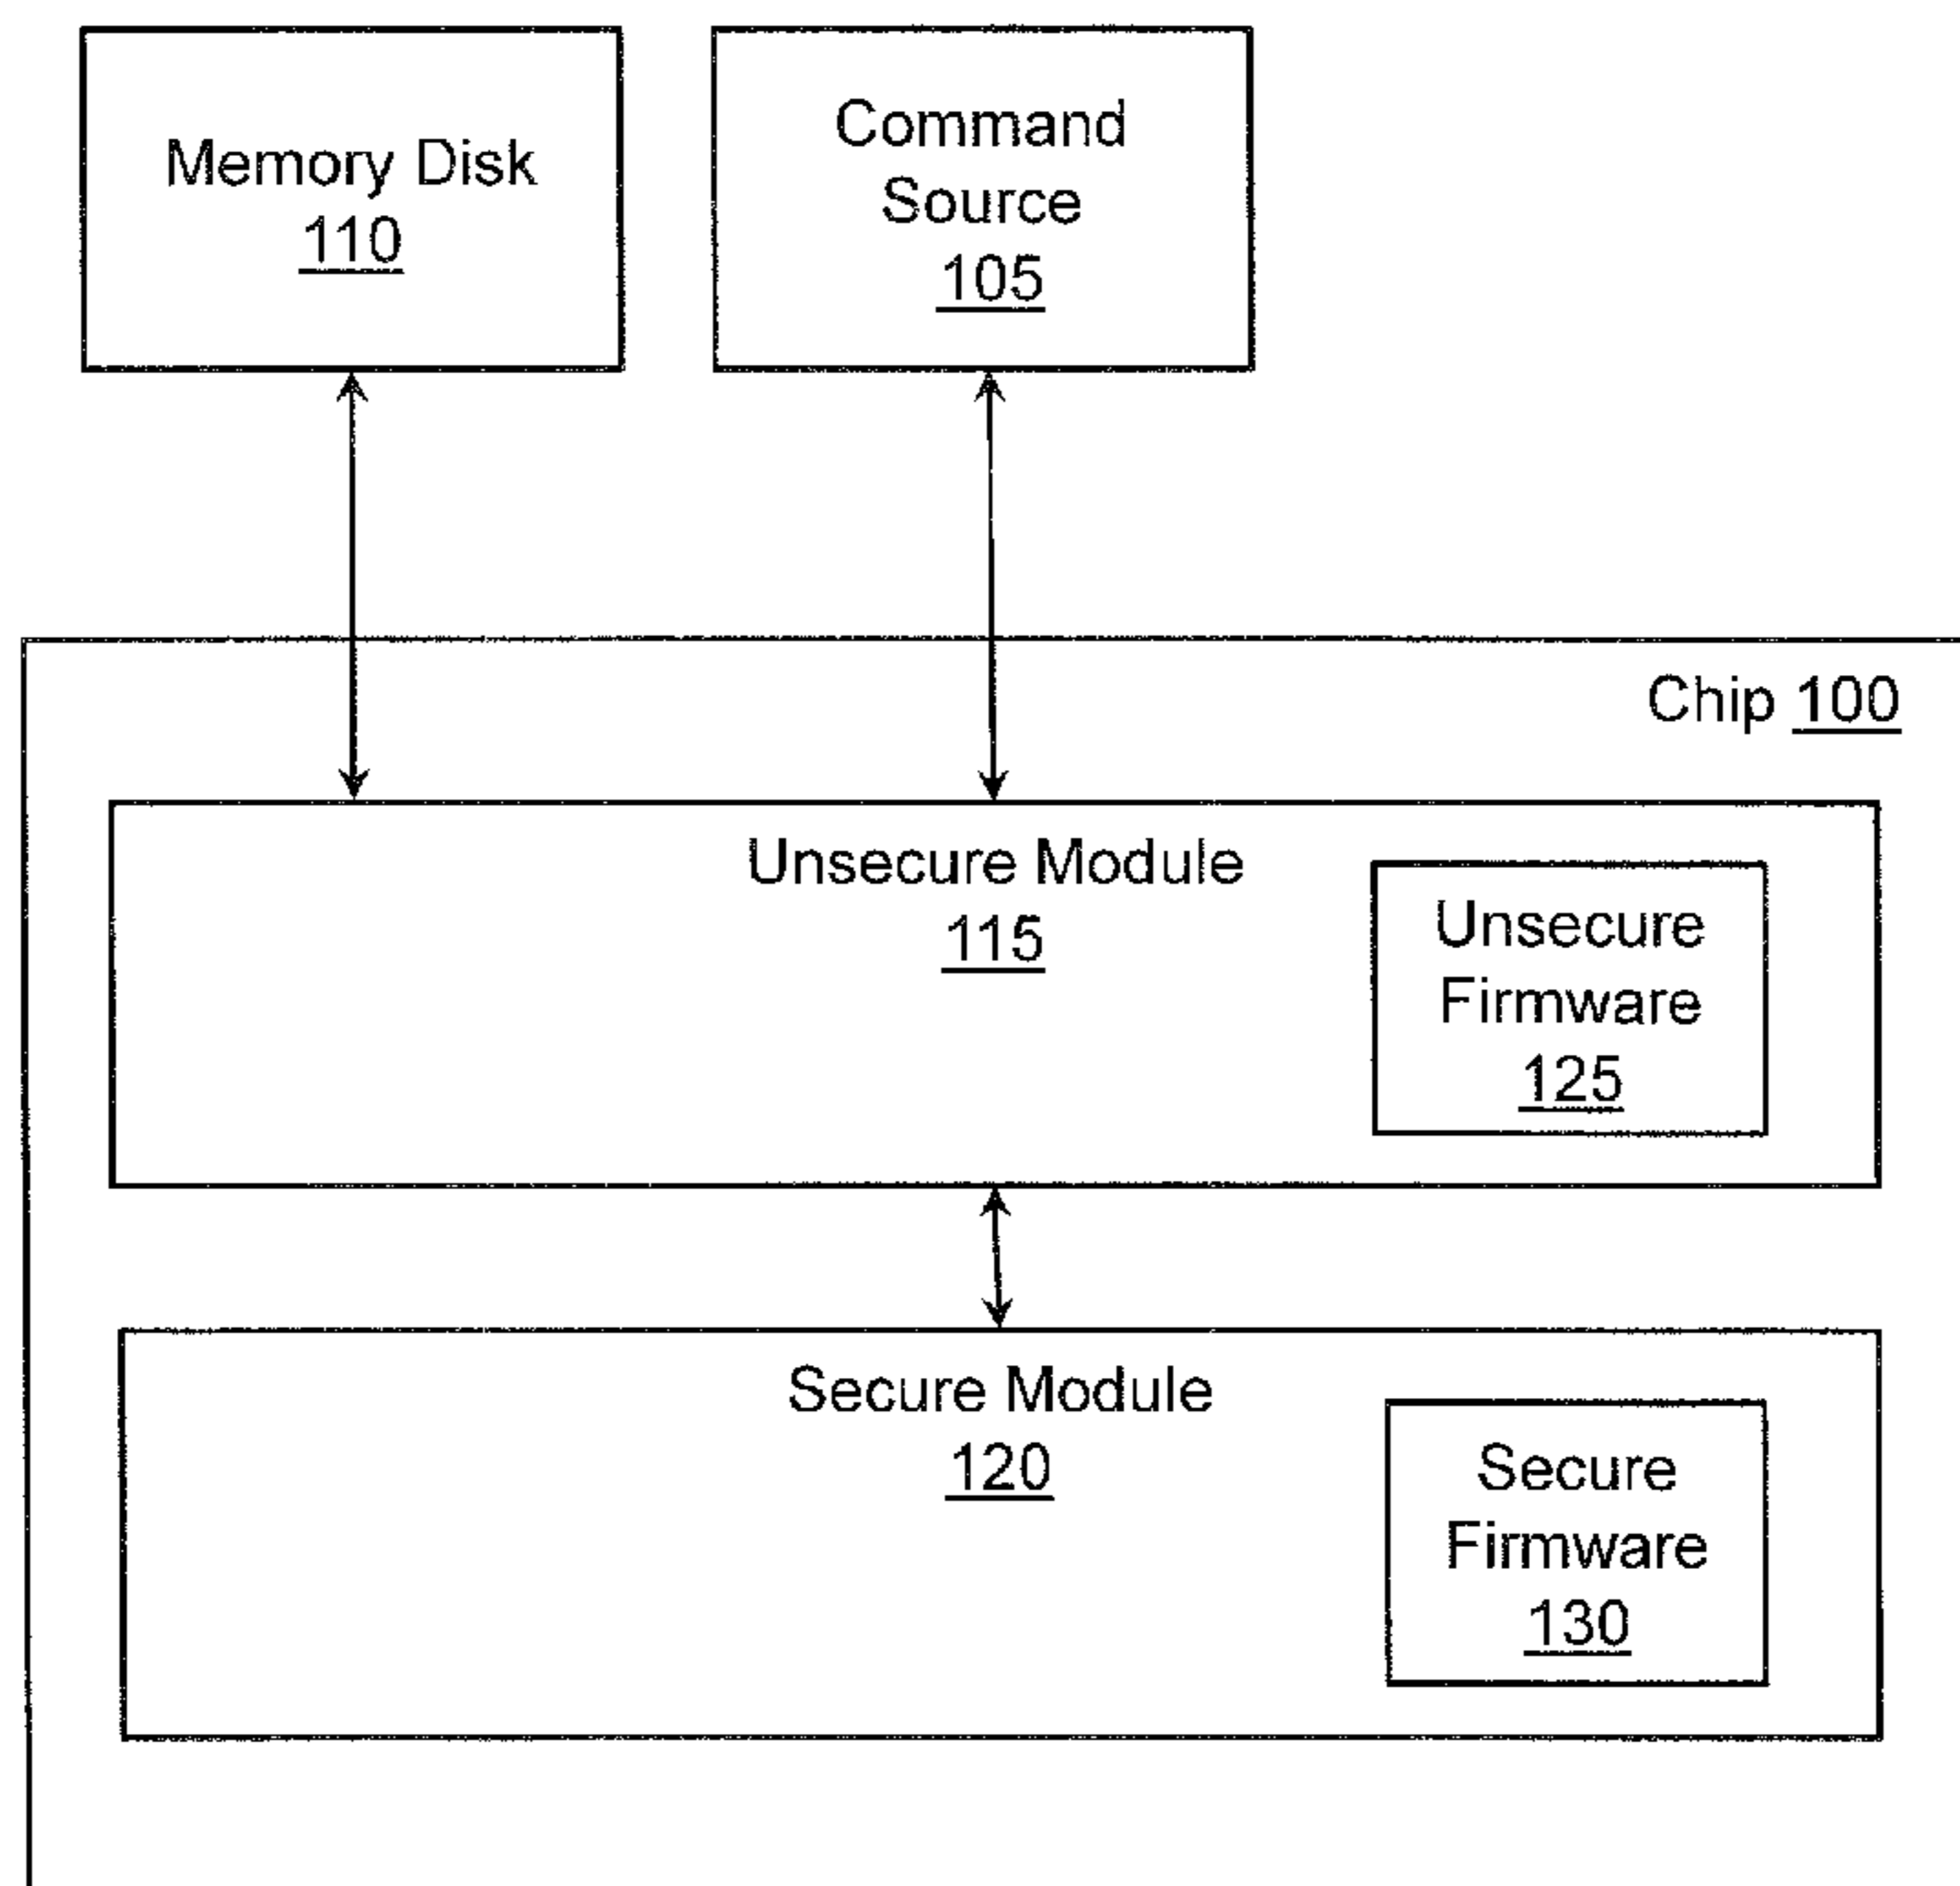 Memory Disk
110
Command
Source
105
Chip 100
Unsecure Module
115
Unsecure
Firmware
125
Secure Module
120
Secure
Firmware
130